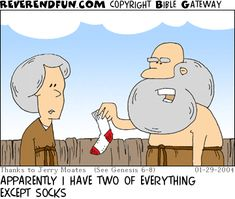 REVERENDFUN.COM COPYRIGHT BIBLE GATEWAY
Thanks to Jerry Moates (See Genesis 6-8) 01-29-2004
APPARENTLY I HAVE TWO OF EVERYTHING
EXCEPT SOCKS